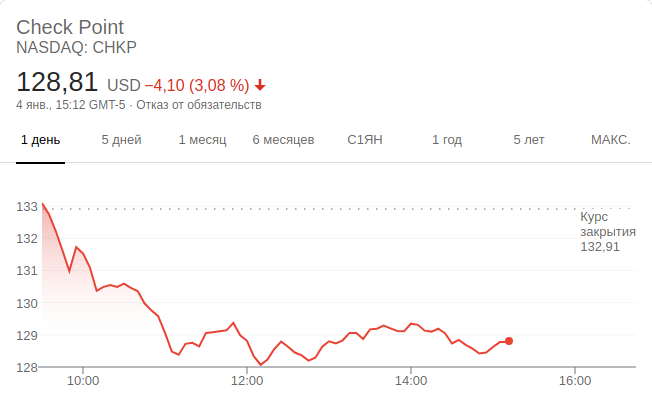 Check Point
NASDAQ: CHKP
128,81 USD −4,10 (3,08 %)
4 янв., 15:12 GMT-5 · Отказ от обязательств
1 день 5 дней 1 месяц 6 месяцев С1ЯН 1 год 5 лет МАКС.
133
Курс
закрытия
132,91
132
131
130
129
128
10:00 12:00 14:00 16:00